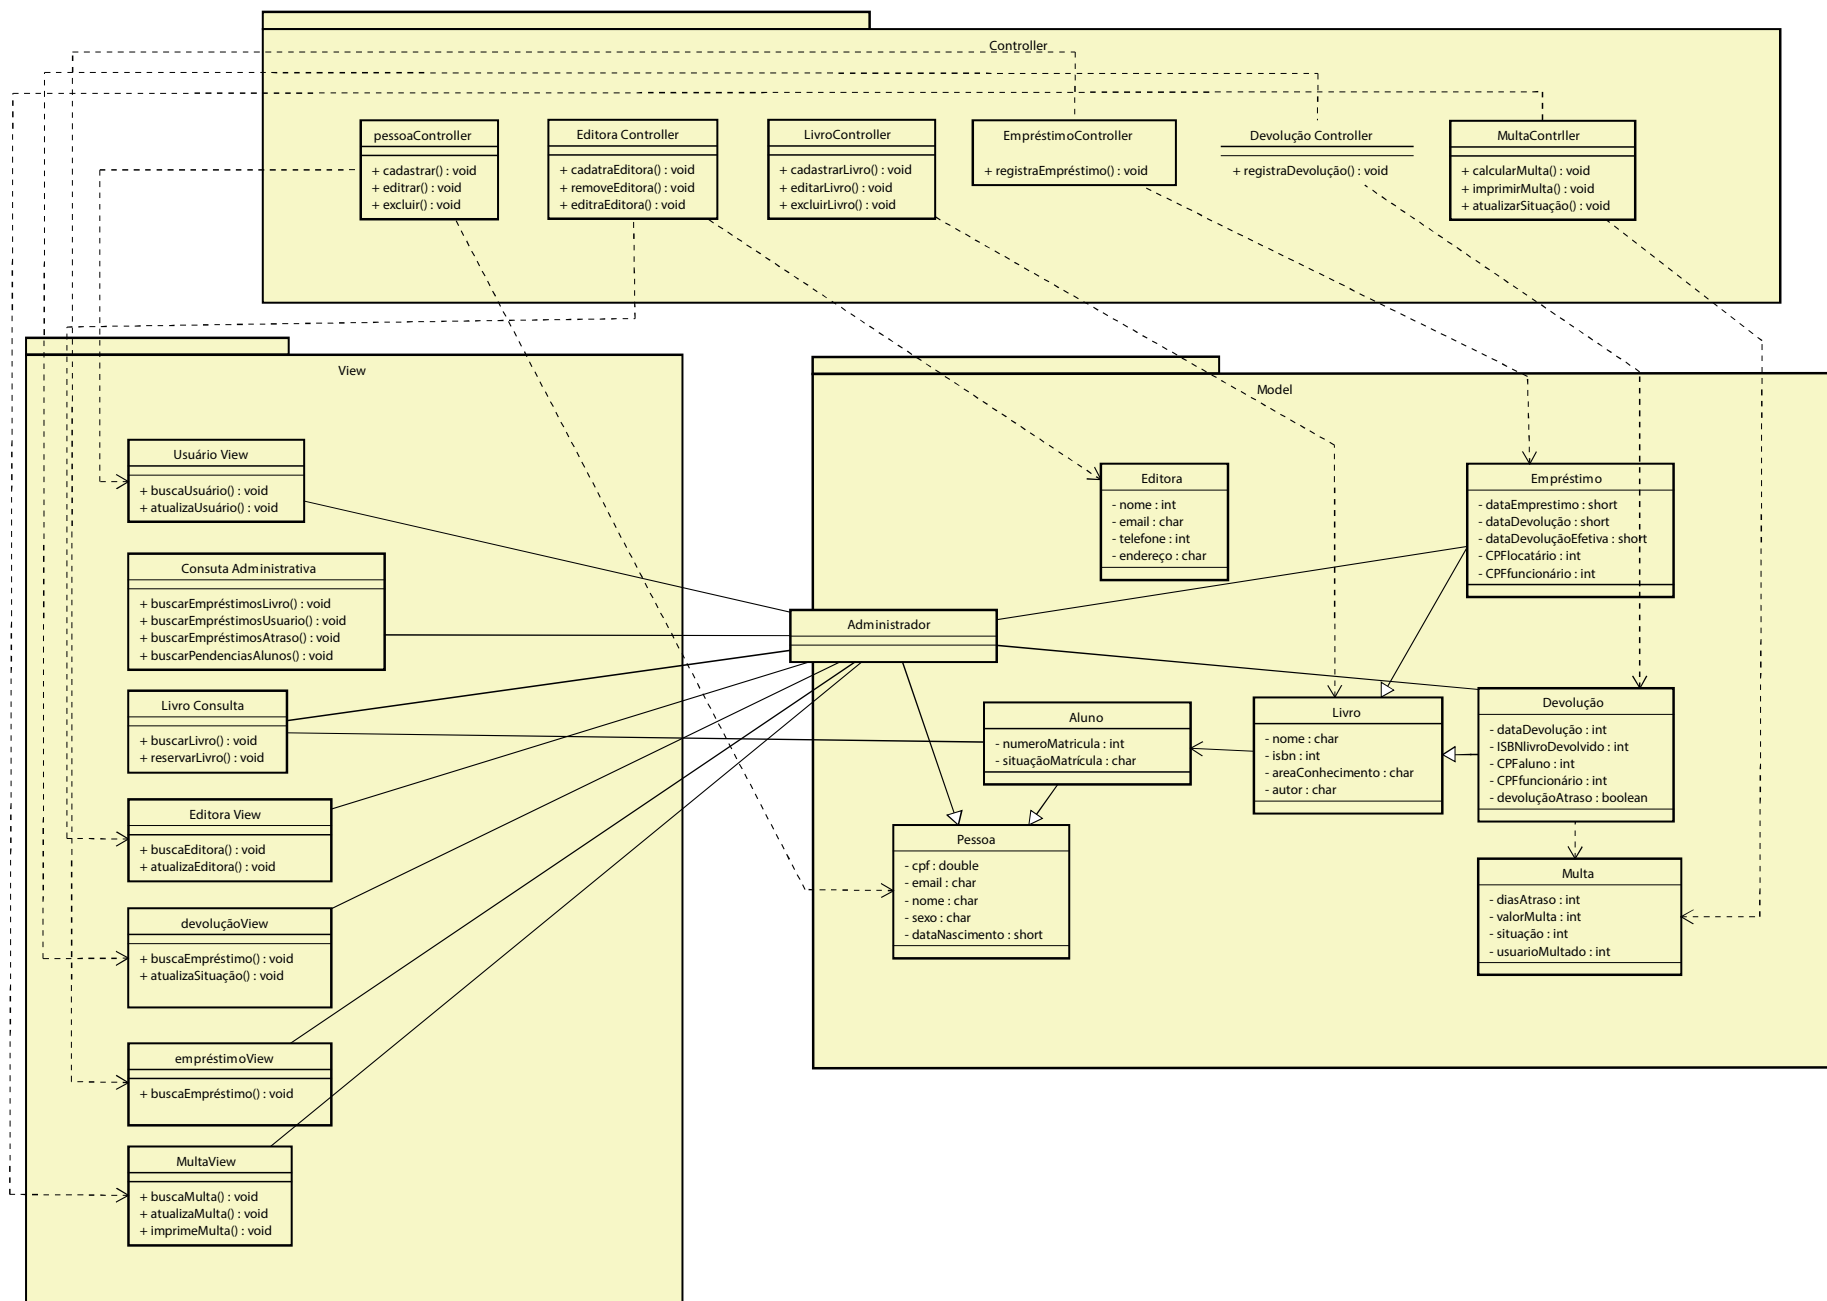 Controller
pessoaController
+ cadastrar() : void
+ editrar() : void
+ excluir() : void
Editora Controller
+ cadatraEditora() : void
+ removeEditora() : void
+ editraEditora() : void
LivroController
+ cadastrarLivro() : void
+ editarLivro() : void
+ excluirLivro() : void
EmpréstimoController
+ registraEmpréstimo() : void
Devolução Controller
+ registraDevolução() : void
MultaContrller
+ calcularMulta() : void
+ imprimirMulta() : void
+ atualizarSituação() : void
View
Usuário View
+ buscaUsuário() : void
+ atualizaUsuário() : void
Consuta Administrativa
+ buscarEmpréstimosLivro() : void
+ buscarEmpréstimosUsuario() : void
+ buscarEmpréstimosAtraso() : void
+ buscarPendenciasAlunos() : void
Livro Consulta
+ buscarLivro() : void
+ reservarLivro() : void
Editora View
+ buscaEditora() : void
+ atualizaEditora() : void
devoluçãoView
+ buscaEmpréstimo() : void
+ atualizaSituação() : void
empréstimoView
+ buscaEmpréstimo() : void
MultaView
+ buscaMulta() : void
+ atualizaMulta() : void
+ imprimeMulta() : void
Model
Editora
- nome : int
- email : char
- telefone : int
- endereço : char
Empréstimo
- dataEmprestimo : short
- dataDevolução : short
- dataDevoluçãoEfetiva : short
- CPFlocatário : int
- CPFfuncionário : int
Administrador
Aluno
- numeroMatricula : int
- situaçãoMatrícula : char
Livro
- nome : char
- isbn : int
- areaConhecimento : char
- autor : char
Devolução
- dataDevolução : int
- ISBNlivroDevolvido : int
- CPFaluno : int
- CPFfuncionário : int
- devoluçãoAtraso : boolean
Pessoa
- cpf : double
- email : char
- nome : char
- sexo : char
- dataNascimento : short
Multa
- diasAtraso : int
- valorMulta : int
- situação : int
- usuarioMultado : int